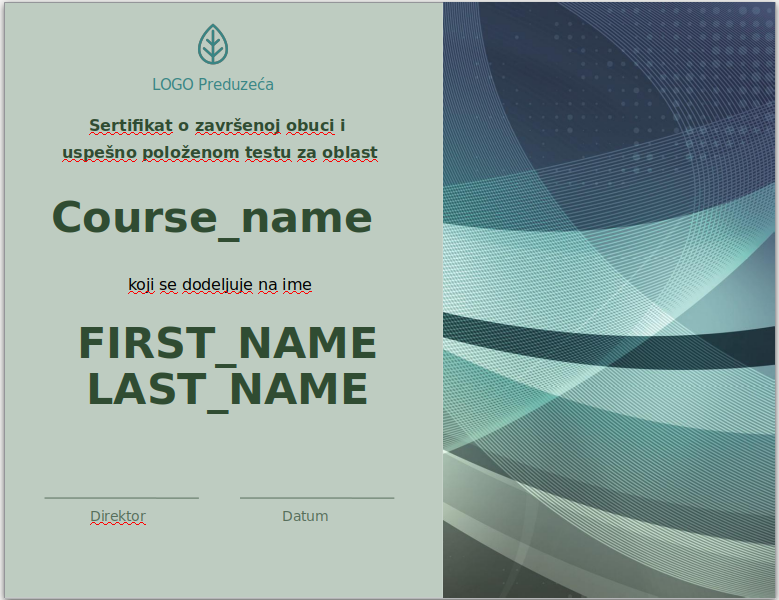 LOGO Preduzeća
Sertifikat o završenoj obuci i
uspešno položenom testu za oblast
Course_name
koji se dodeljuje na ime
FIRST_NAME
LAST_NAME
Direktor Datum